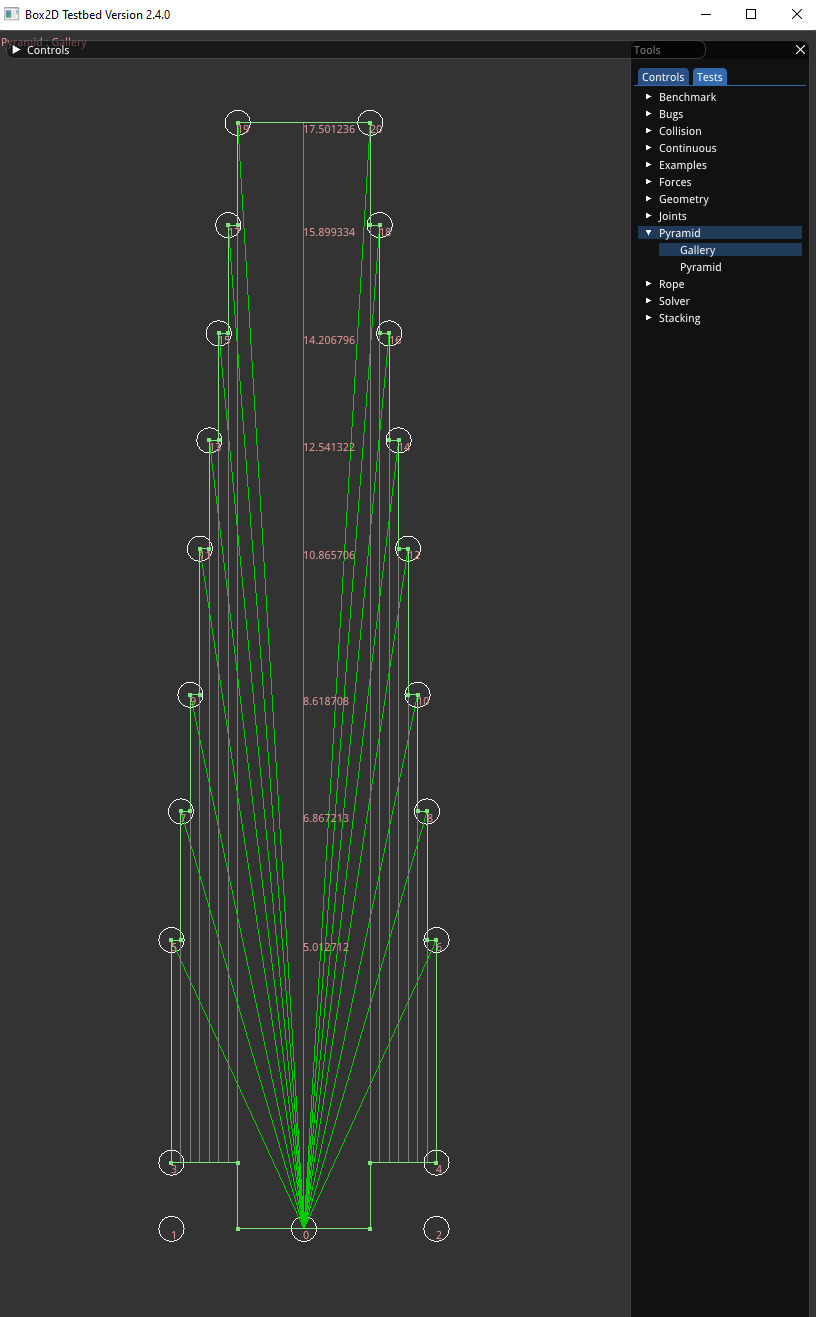 Box2D Testbed Version 2.4.0
Pyramid : Gallery
Controls
Tools
Controls Tests
Benchmark
Bugs
Collision
Continuous
Examples
Forces
Geometry
Joints
Pyramid
Gallery
Pyramid
Rope
Solver
Stacking
19 17.501236 20
17 15.899334 18
15 14.206796 16
13 12.541322 14
11 10.865706 12
9 8.618708 10
7 6.867213 8
5 5.012712 6
3 4
1 0 2